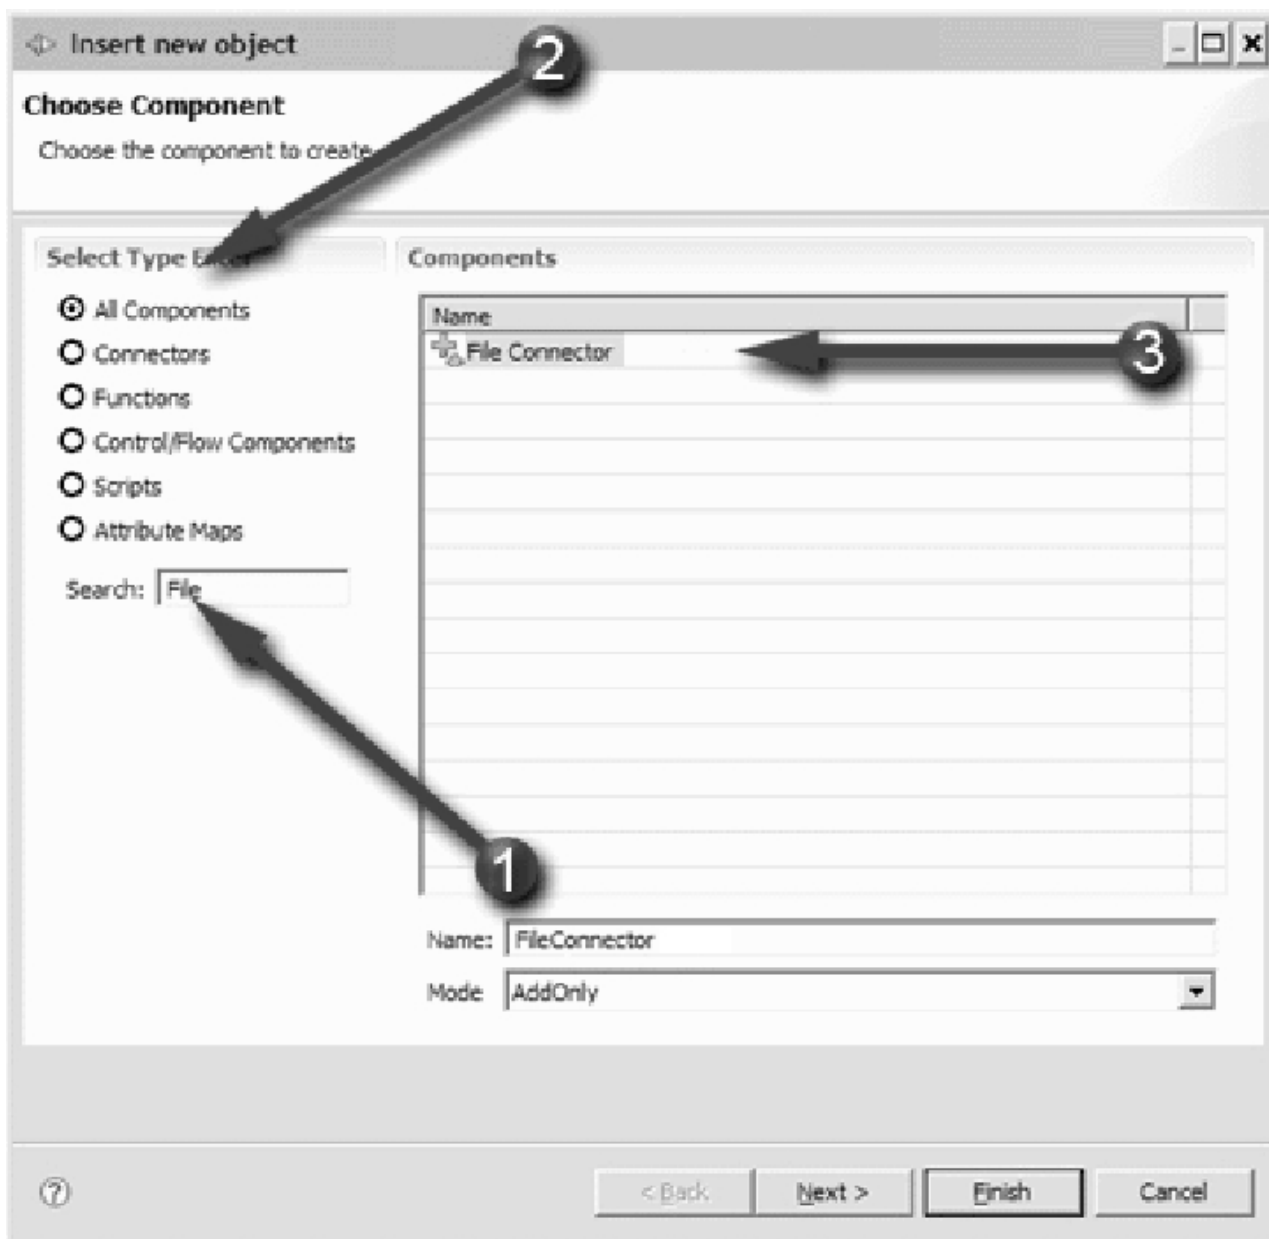 Insert new object
2
Choose Component
Choose the component to create
Select Type
Components
All Components
Name
Connectors
File Connector
3
Functions
Control/Flow Components
Scripts
Attribute Maps
Search: File
1
Name: FileConnector
Mode AddOnly
?
< Back
Next >
Finish
Cancel